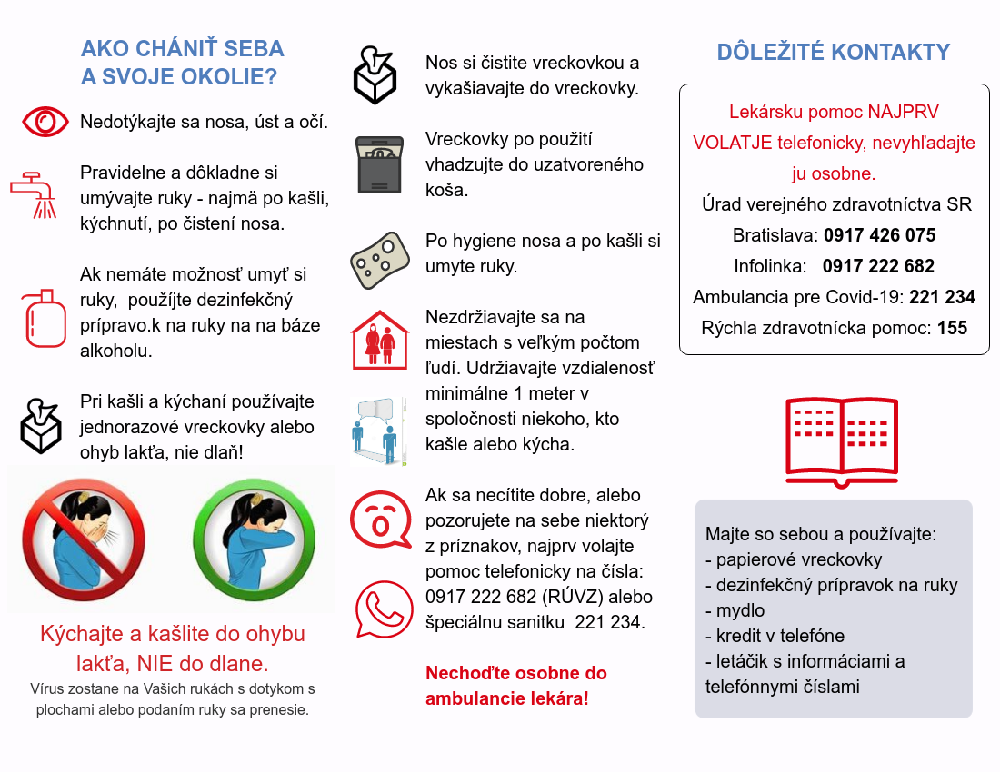 AKO CHÁNIŤ SEBA
A SVOJE OKOLIE?
Nedotýkajte sa nosa, úst a očí.
Pravidelne a dôkladne si
umývajte ruky - najmä po kašli,
kýchnutí, po čistení nosa.
Ak nemáte možnosť umyť si
ruky,  použíjte dezinfekčný
prípravo.k na ruky na na báze
alkoholu.
Pri kašli a kýchaní používajte
jednorazové vreckovky alebo
ohyb lakťa, nie dlaň!
Kýchajte a kašlite do ohybu
lakťa, NIE do dlane.
Vírus zostane na Vašich rukách s dotykom s
plochami alebo podaním ruky sa prenesie.
Nos si čistite vreckovkou a
vykašiavajte do vreckovky.
Vreckovky po použití
vhadzujte do uzatvoreného
koša.
Po hygiene nosa a po kašli si
umyte ruky.
Nezdržiavajte sa na
miestach s veľkým počtom
ľudí. Udržiavajte vzdialenosť
minimálne 1 meter v
spoločnosti niekoho, kto
kašle alebo kýcha.
Ak sa necítite dobre, alebo
pozorujete na sebe niektorý
z príznakov, najprv volajte
pomoc telefonicky na čísla:
0917 222 682 (RÚVZ) alebo
špeciálnu sanitku  221 234.
Nechoďte osobne do
ambulancie lekára!
DÔLEŽITÉ KONTAKTY
Lekársku pomoc NAJPRV
VOLATJE telefonicky, nevyhľadajte
ju osobne.
Úrad verejného zdravotníctva SR
Bratislava: 0917 426 075
Infolinka:   0917 222 682
Ambulancia pre Covid-19: 221 234
Rýchla zdravotnícka pomoc: 155
Majte so sebou a používajte:
- papierové vreckovky
- dezinfekčný prípravok na ruky
- mydlo
- kredit v telefóne
- letáčik s informáciami a
telefónnymi číslami